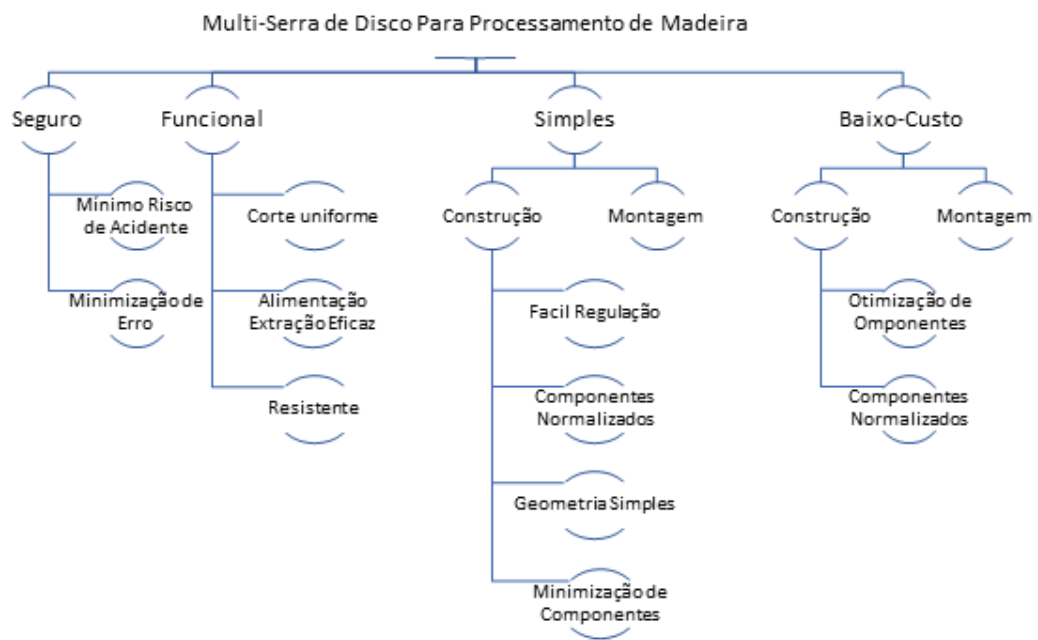 Multi-Serra de Disco Para Processamento de Madeira
Seguro
Funcional
Simples
Baixo-Custo
Mínimo Risco
de Acidente
Corte uniforme
Construção
Montagem
Construção
Montagem
Minimização de
Erro
Alimentação
Extração Eficaz
Facil Regulação
Otimização de
Omponentes
Resistente
Componentes
Normalizados
Componentes
Normalizados
Geometria Simples
Minimização de
Componentes